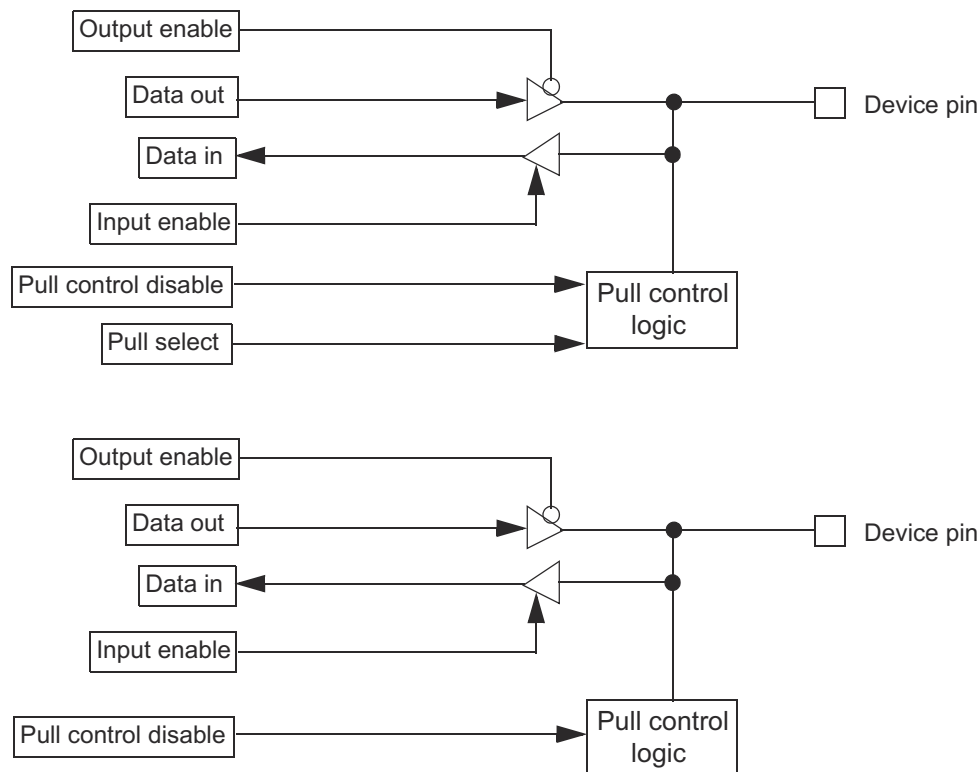 Output enable
Data out
Device pin
Data in
Input enable
Pull control disable
Pull control
logic
Pull select
Output enable
Data out
Device pin
Data in
Input enable
Pull control disable
Pull control
logic